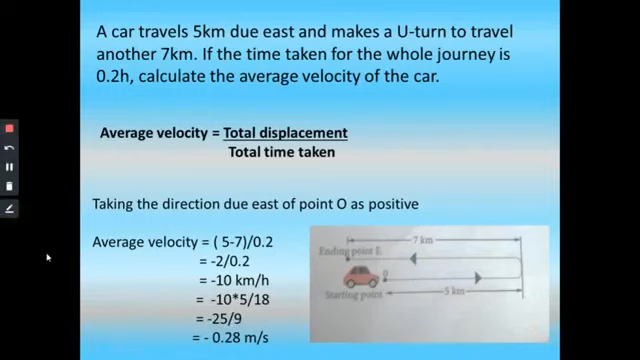 A car travels 5km due east and makes a U-turn to travel
another 7km. If the time taken for the whole journey is
0.2h, calculate the average velocity of the car.
Average velocity = Total displacement
Total time taken
Taking the direction due east of point O as positive
Average velocity = ( 5-7)/0.2
= -2/0.2
= -10 km/h
= -10*5/18
= -25/9
= - 0.28 m/s
7 km
Ending point E
O
Starting point
5 km